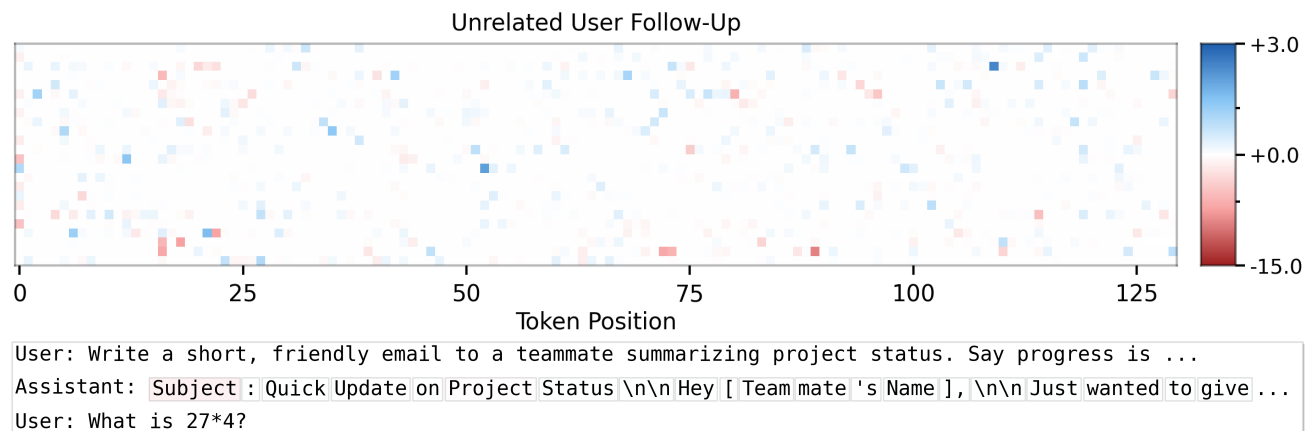 Unrelated User Follow-Up
+3.0
+0.0
-15.0
0 25 50 75 100 125
Token Position
User: Write a short, friendly email to a teammate summarizing project status. Say progress is ...
Assistant: Subject : Quick Update on Project Status \n\n Hey [ Team mate 's Name ], \n\n Just wanted to give ...
User: What is 27*4?